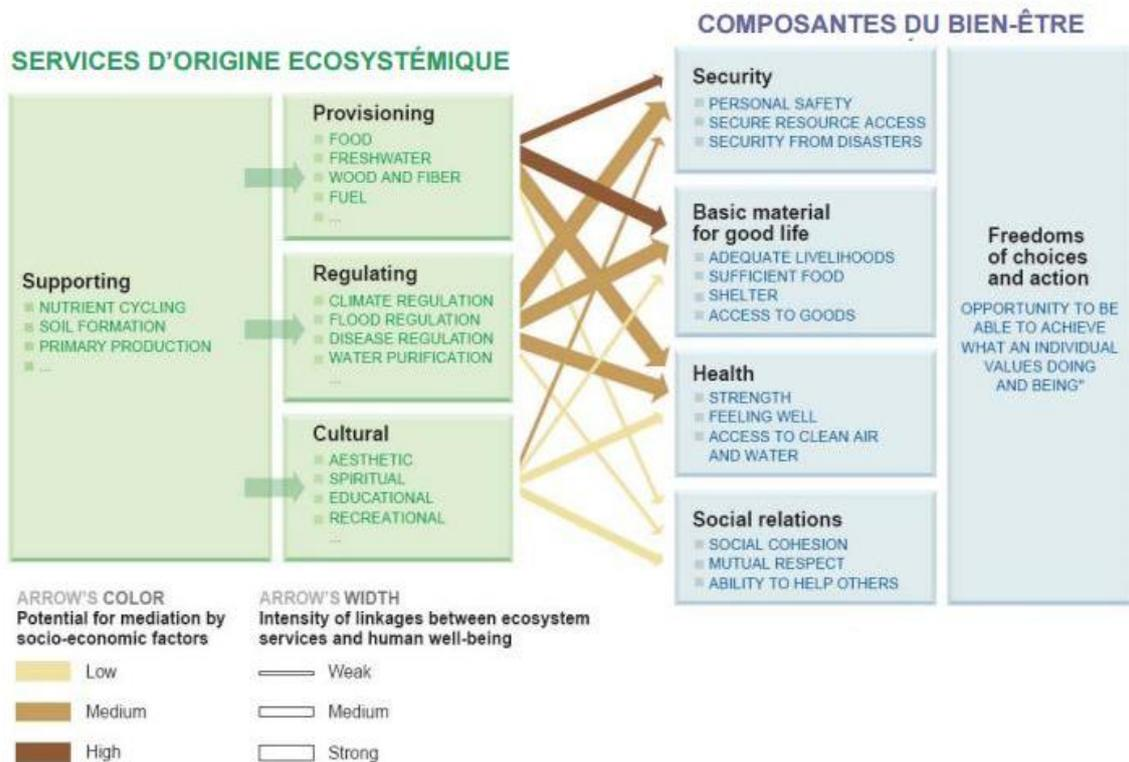 COMPOSANTES DU BIEN-ÊTRE
SERVICES D'ORIGINE ECOSYSTÉMIQUE
Supporting
NUTRIENT CYCLING
SOIL FORMATION
PRIMARY PRODUCTION
...
Provisioning
FOOD
FRESHWATER
WOOD AND FIBER
FUEL
...
Regulating
CLIMATE REGULATION
FLOOD REGULATION
DISEASE REGULATION
WATER PURIFICATION
...
Cultural
AESTHETIC
SPIRITUAL
EDUCATIONAL
RECREATIONAL
...
Security
PERSONAL SAFETY
SECURE RESOURCE ACCESS
SECURITY FROM DISASTERS
Basic material
for good life
ADEQUATE LIVELIHOODS
SUFFICIENT FOOD
SHELTER
ACCESS TO GOODS
Health
STRENGTH
FEELING WELL
ACCESS TO CLEAN AIR
AND WATER
Social relations
SOCIAL COHESION
MUTUAL RESPECT
ABILITY TO HELP OTHERS
Freedoms
of choices
and action
OPPORTUNITY TO BE
ABLE TO ACHIEVE
WHAT AN INDIVIDUAL
VALUES DOING
AND BEING"
ARROW'S COLOR
Potential for mediation by
socio-economic factors
Low
Medium
High
ARROW'S WIDTH
Intensity of linkages between ecosystem
services and human well-being
Weak
Medium
Strong